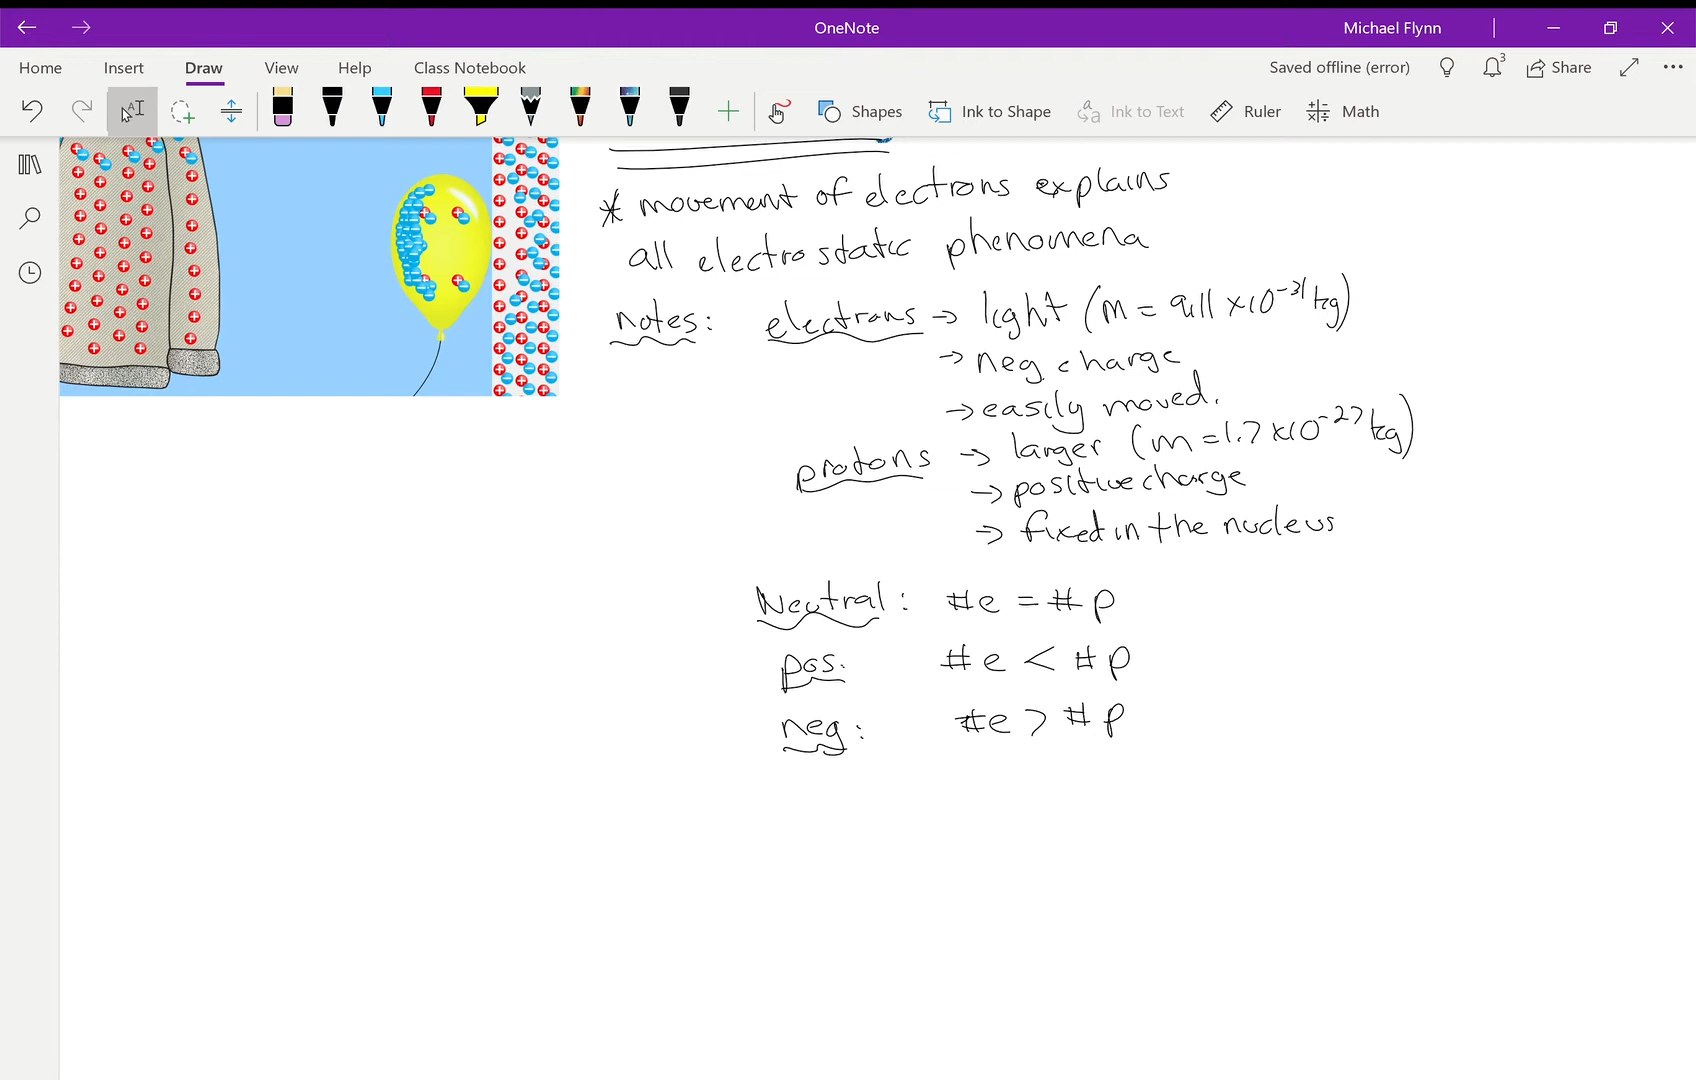 OneNote
Michael Flynn
Home Insert Draw View Help Class Notebook
Saved offline (error)
3
Share
Shapes
Ink to Shape
Ink to Text
Ruler
Math
* movement of electrons explains
all electrostatic phenomena
notes: electrons → light (m = 9.11 x10-31 kg)
→ neg. charge
→ easily moved.
protons → larger (m = 1.7 x10-27 kg)
→ positive charge
→ fixed in the nucleus
Neutral: #e = #p
pos. #e < #p
neg: #e > #p